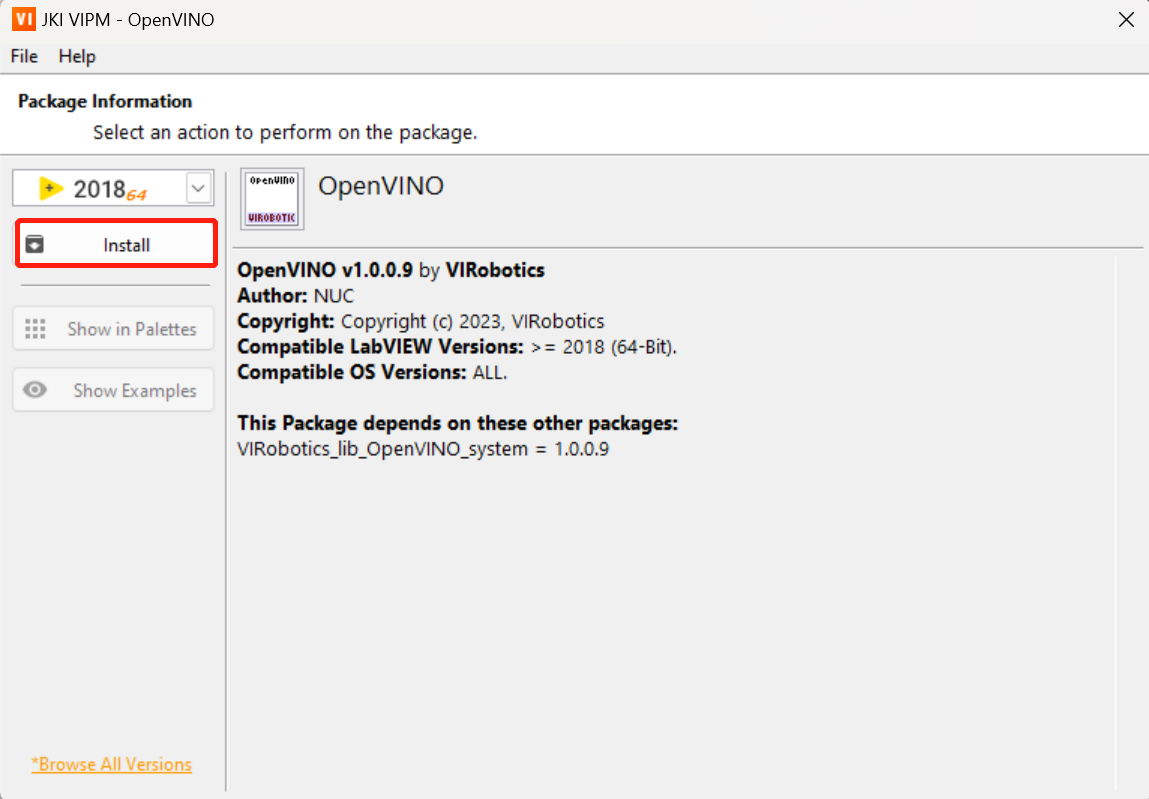 VI JKI VIPM - OpenVINO
File Help
Package Information
Select an action to perform on the package.
2018 64
Install
Show in Palettes
Show Examples
*Browse All Versions
OpenVINO
VIROBOTIC
OpenVINO
OpenVINO v1.0.0.9 by VIRobotics
Author: NUC
Copyright: Copyright (c) 2023, VIRobotics
Compatible LabVIEW Versions: >= 2018 (64-Bit).
Compatible OS Versions: ALL.
This Package depends on these other packages:
VIRobotics_lib_OpenVINO_system = 1.0.0.9